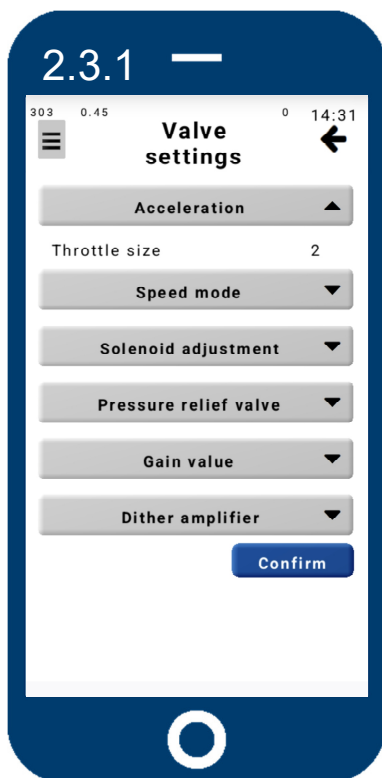 2.3.1
303 0.45 0 14:31
Valve
settings
Acceleration
Throttle size 2
Speed mode
Solenoid adjustment
Pressure relief valve
Gain value
Dither amplifier
Confirm